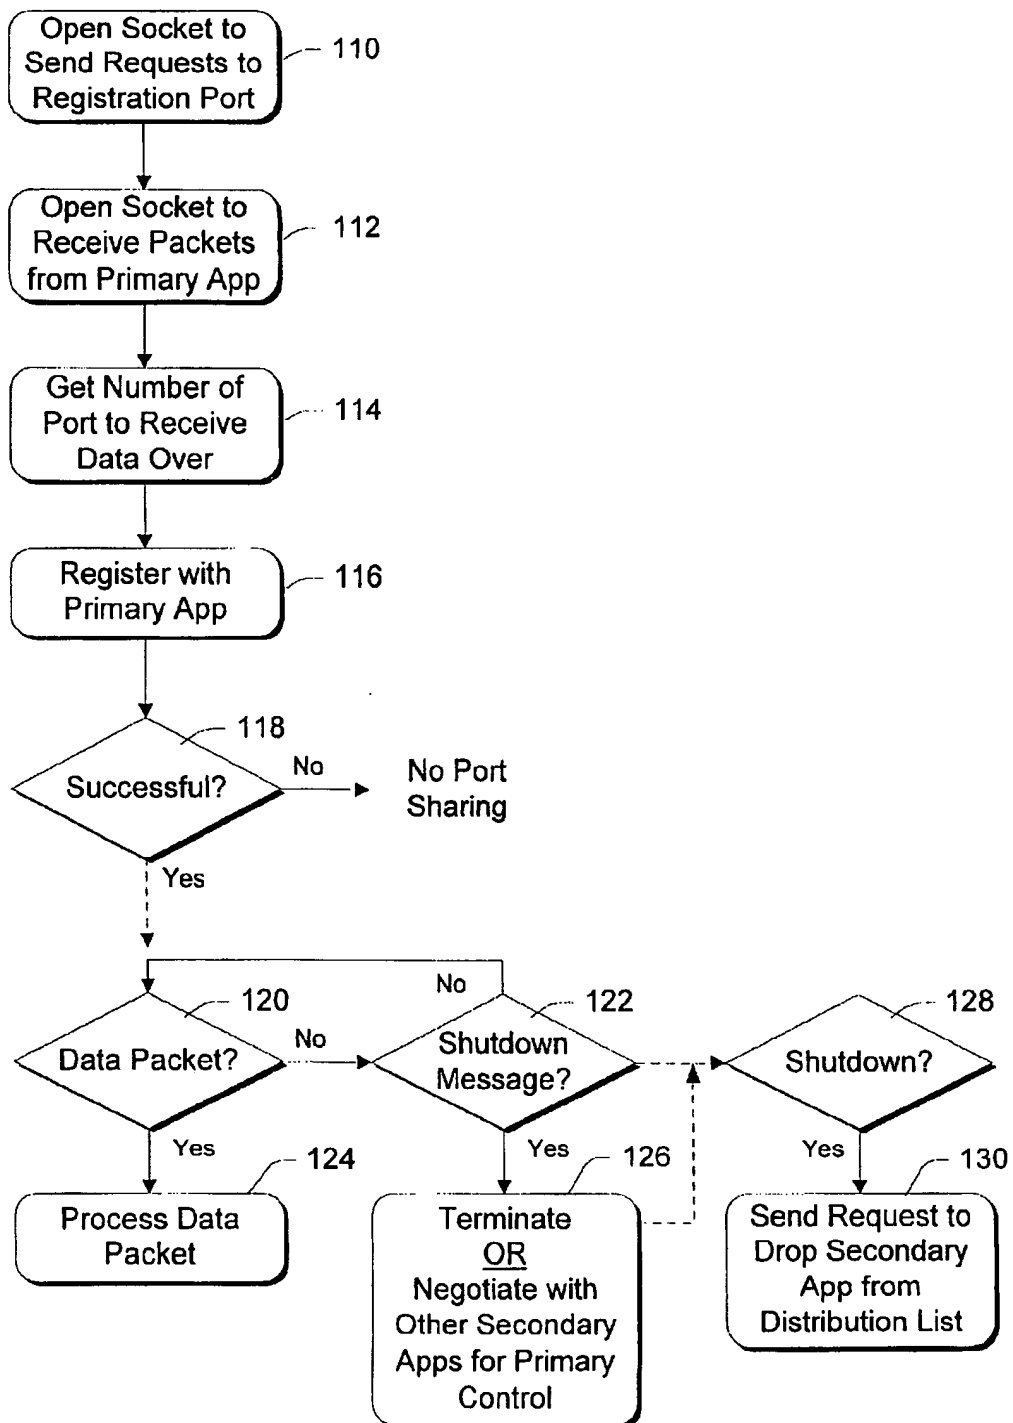 Open Socket to
Send Requests to
Registration Port
110
Open Socket to
Receive Packets
from Primary App
112
Get Number of
Port to Receive
Data Over
114
Register with
Primary App
116
118
Successful?
No
No Port
Sharing
Yes
No
120
Data Packet?
No
122
Shutdown
Message?
128
Shutdown?
Yes
124
Process Data
Packet
Yes
126
Terminate
OR
Negotiate with
Other Secondary
Apps for Primary
Control
Yes
130
Send Request to
Drop Secondary
App from
Distribution List